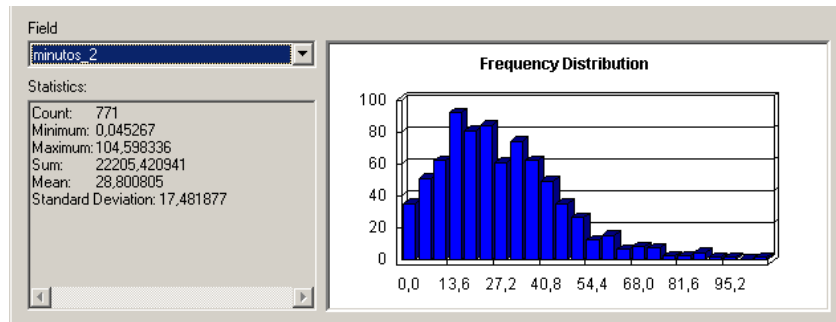 Field
minutos_2
Statistics:
Count: 771
Minimum: 0,045267
Maximum: 104,598336
Sum: 22205,420941
Mean: 28,800805
Standard Deviation: 17,481877
Frequency Distribution
100
80
60
40
20
0
0,0 13,6 27,2 40,8 54,4 68,0 81,6 95,2